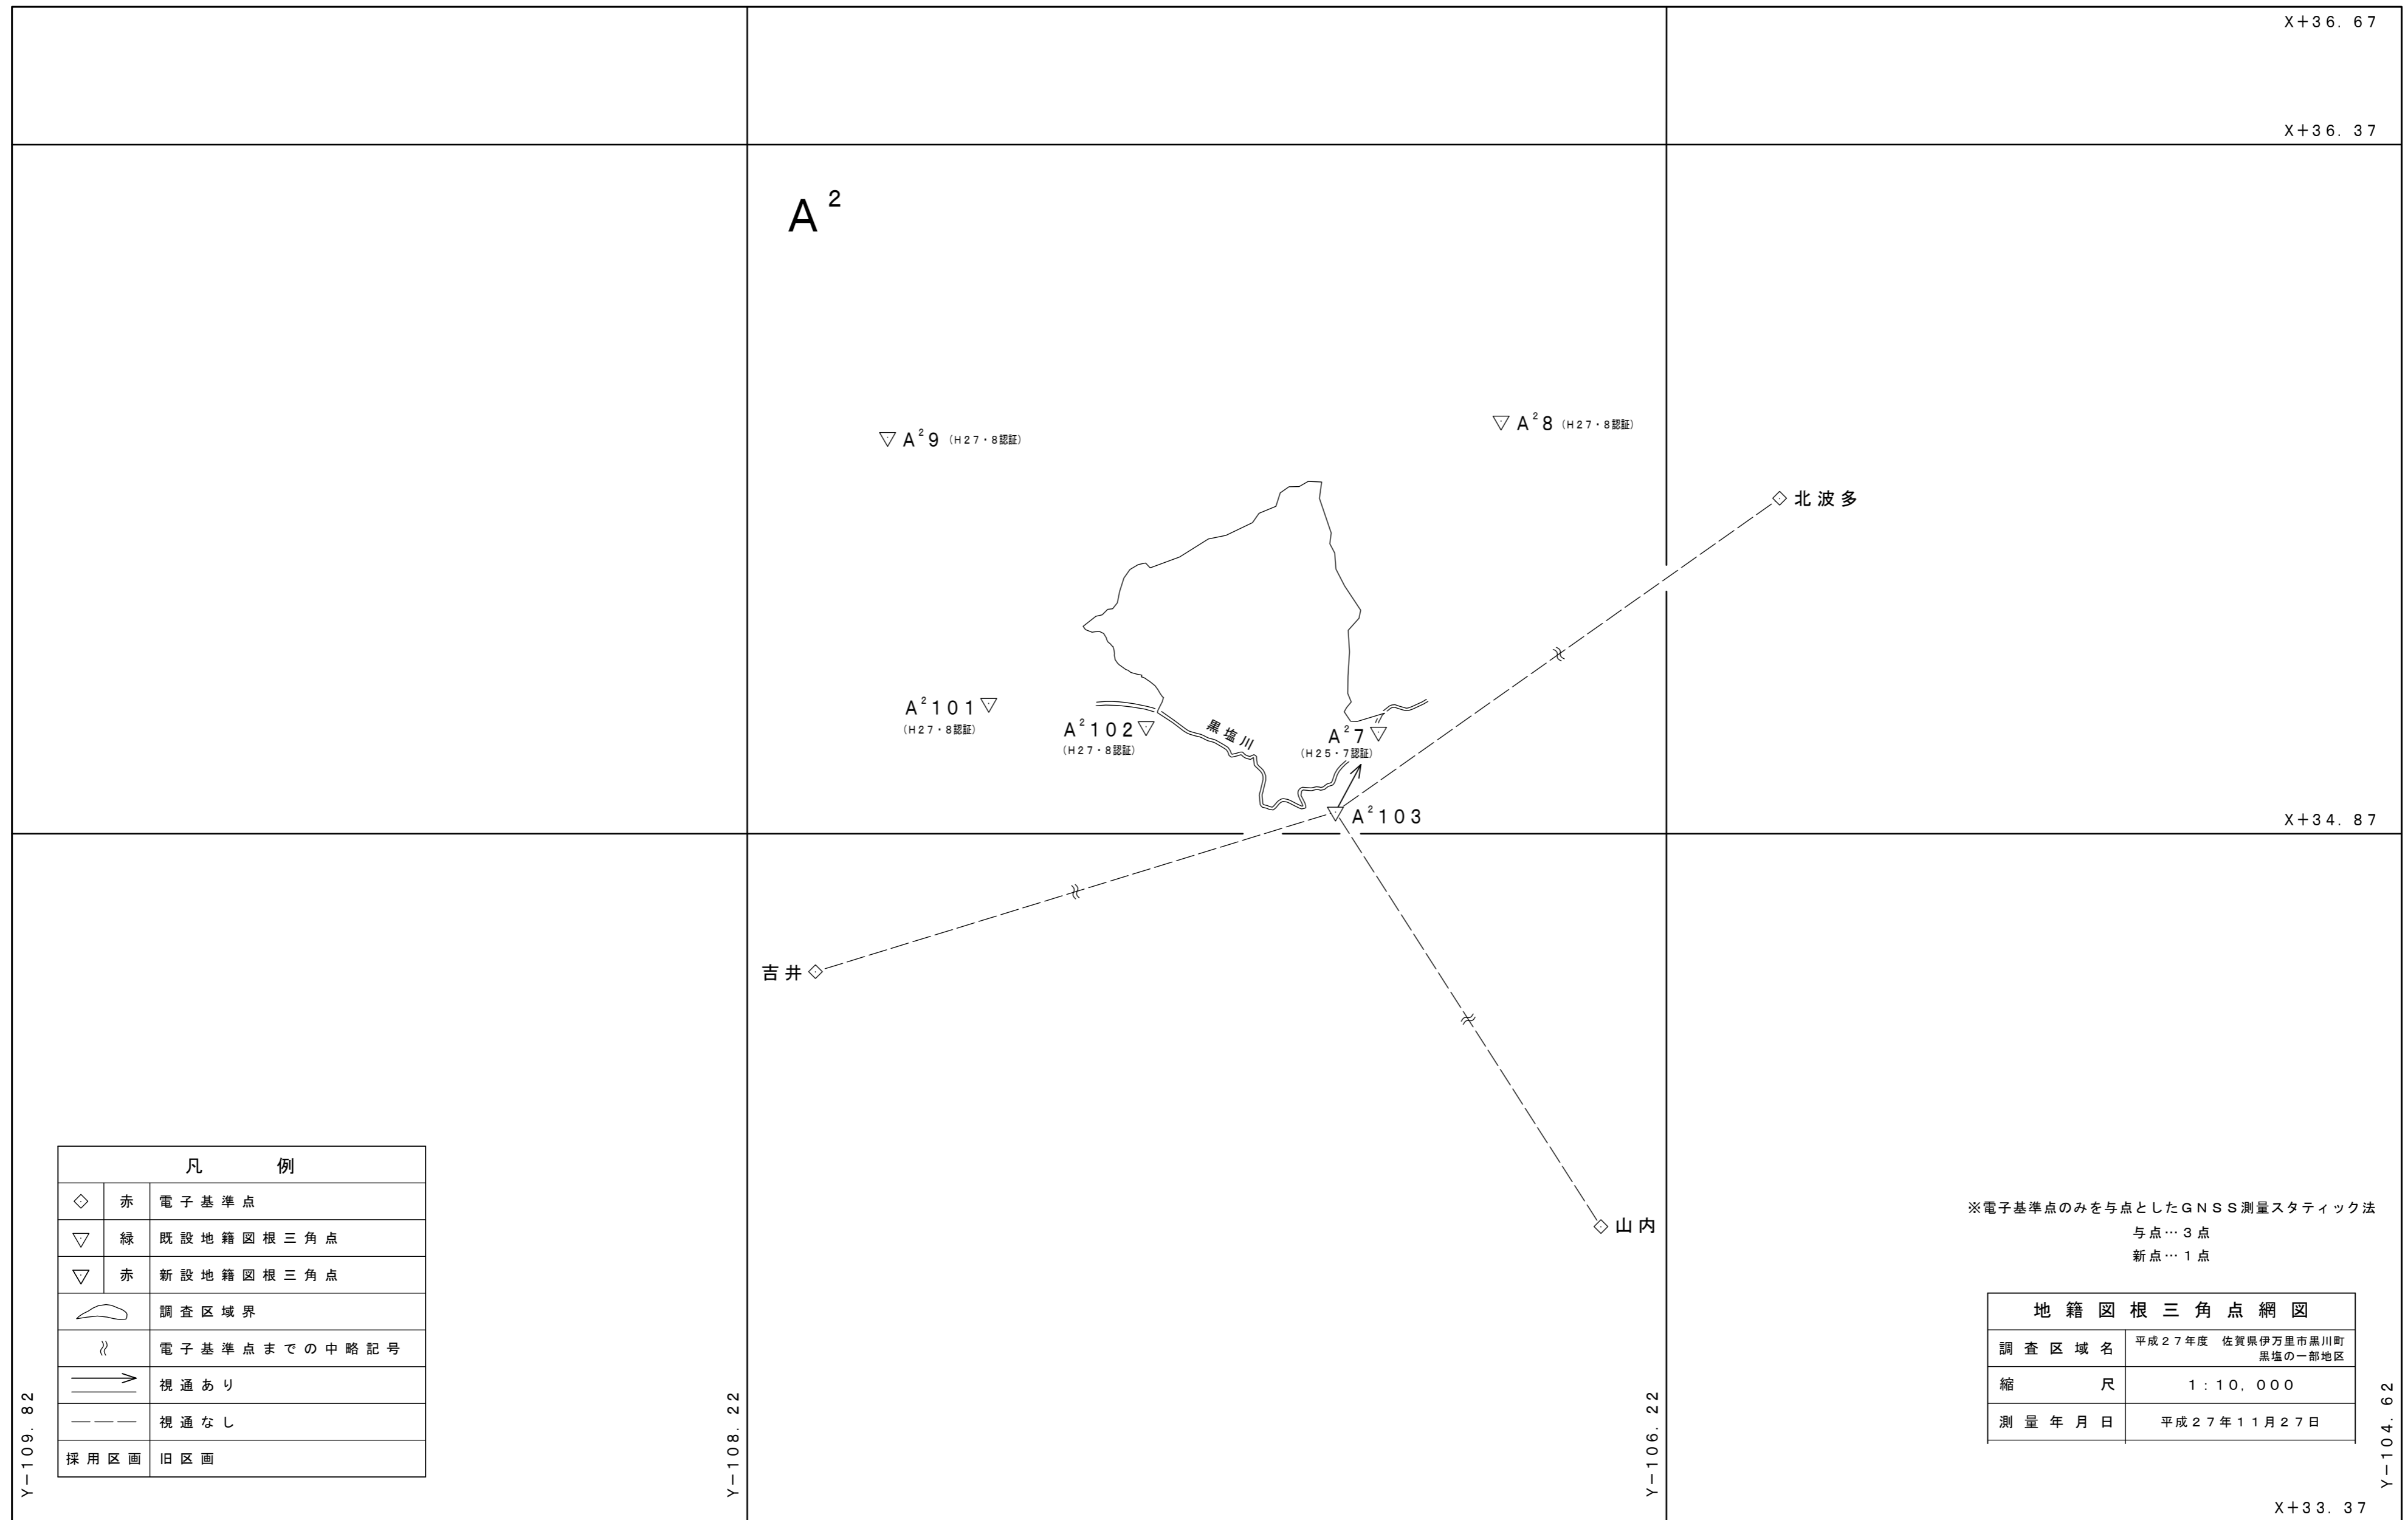 X+36.67
X+36.37
A²
A²9 (H27・8認証)
A²8 (H27・8認証)
北波多
A²101
(H27・8認証)
A²102
(H27・8認証)
黒塩川
A²7
(H25・7認証)
A²103
X+34.87
吉井
山内
凡　例
赤 電子基準点
緑 既設地籍図根三角点
赤 新設地籍図根三角点
調査区域界
電子基準点までの中略記号
視通あり
視通なし
採用区画 旧区画
※電子基準点のみを与点としたGNSS測量スタティック法
与点…3点
新点…1点
地籍図根三角点網図
調査区域名 平成27年度　佐賀県伊万里市黒川町
黒塩の一部地区
縮尺 1:10,000
測量年月日 平成27年11月27日
Y-109.82
Y-108.22
Y-106.22
Y-104.62
X+33.37